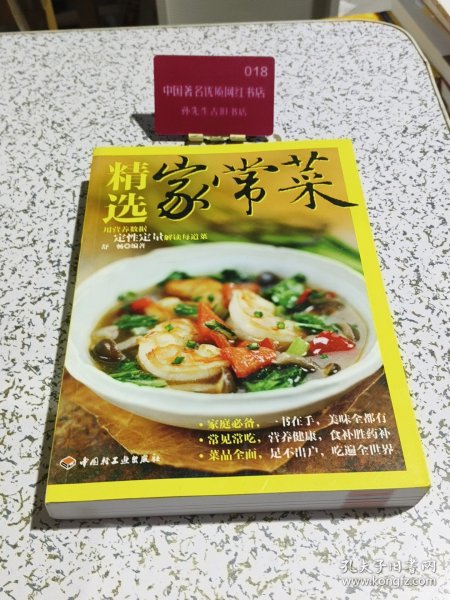 018
中国著名优质网红书店
孙先生古旧书店
精选
家常菜
用营养数据
定性定量解读每道菜
舒畅◎编著
·家庭必备，一书在手，美味全都有
·常见常吃，营养健康，食补胜药补
·菜品全面，足不出户，吃遍全世界
中国轻工业出版社
孔夫子旧书网
www.kongfz.com